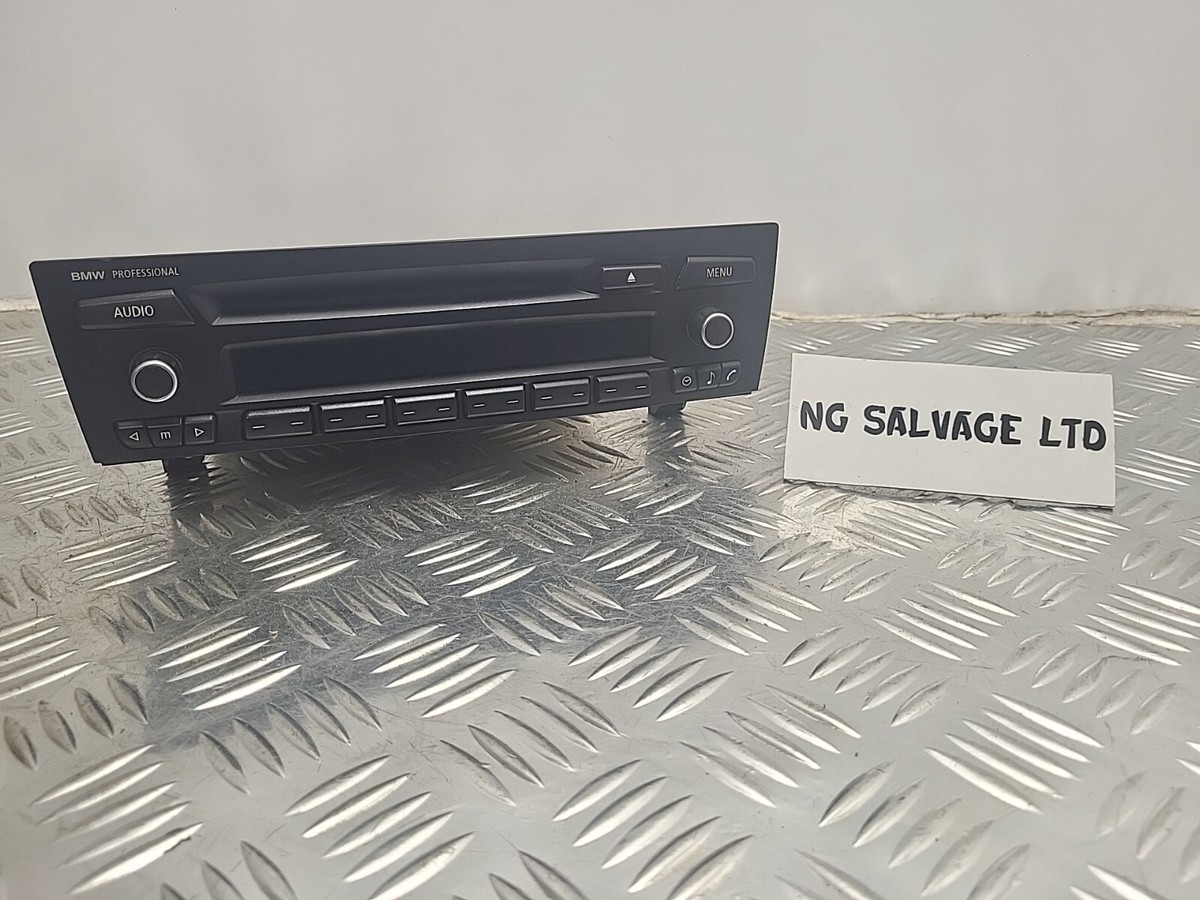 BMW PROFESSIONAL
MENU
AUDIO
m
NG SALVAGE LTD